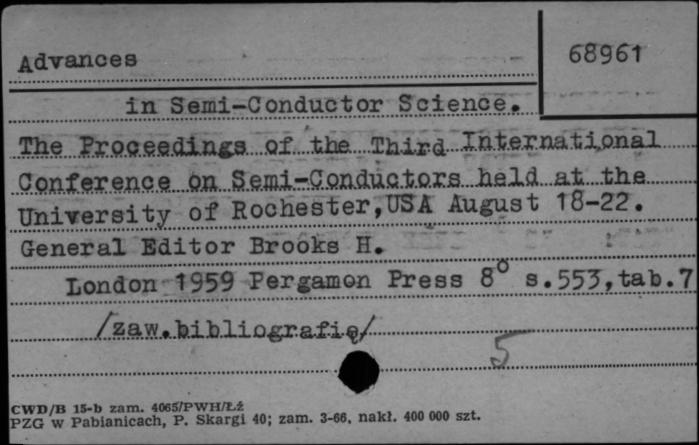 Advances
68961
in Semi-Conductor Science.
The Proceedings of the Third International
Conference on Semi-Conductors held at the
University of Rochester,USA August 18-22.
General Editor Brooks H.
London 1959 Pergamon Press 8° s.553,tab.7
/zaw.bibliografię/
5
CWD/B 15-b zam. 4065/PWH/Łź
PZG w Pabianicach, P. Skargi 40; zam. 3-66, nakł. 400 000 szt.